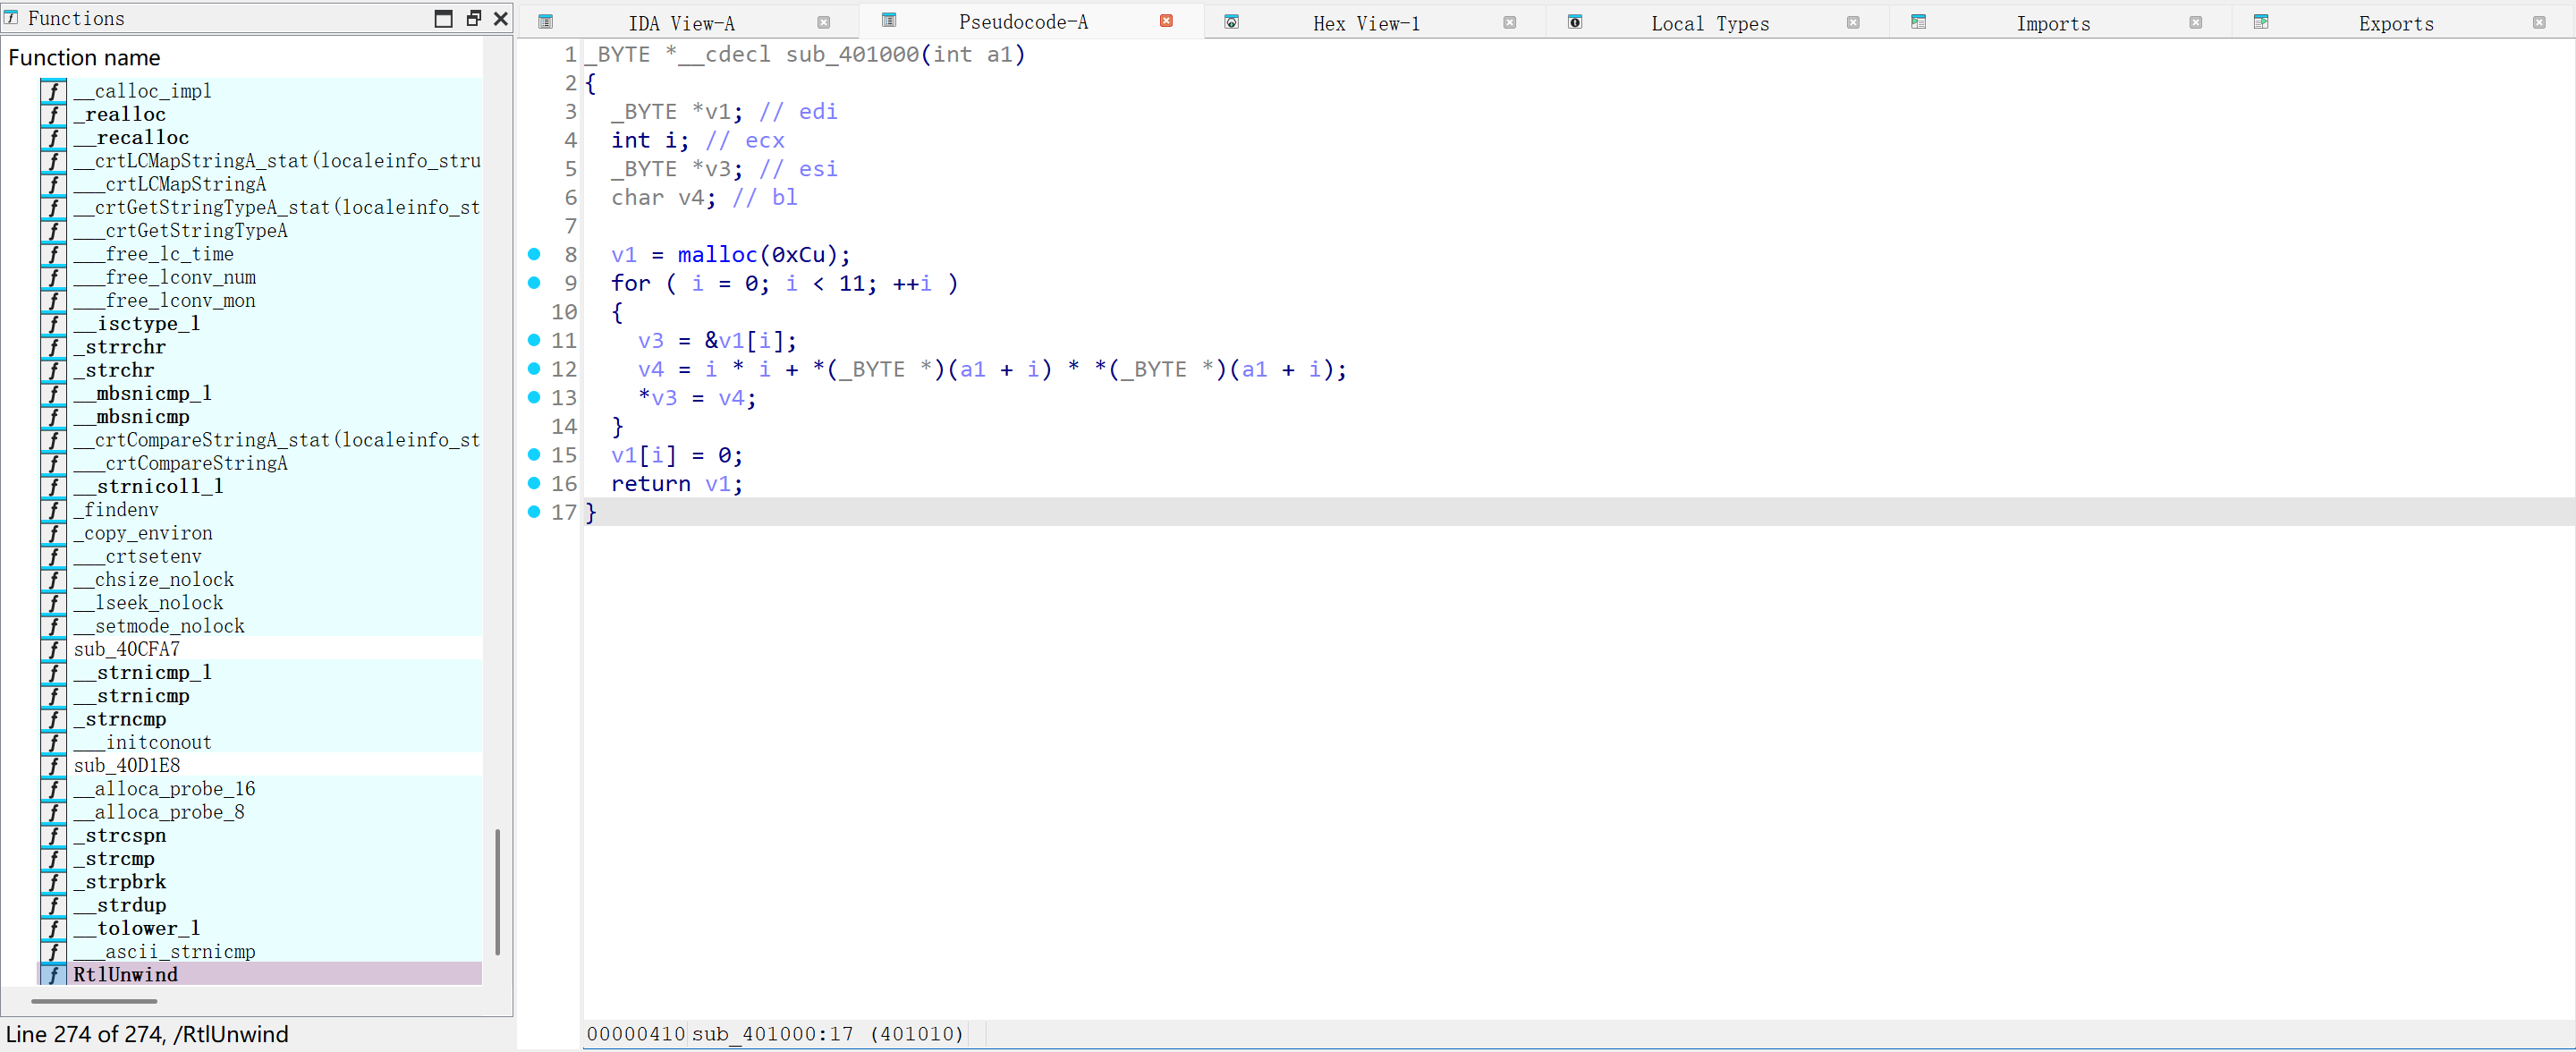 Functions
Function name
__calloc_impl
_realloc
__recalloc
__crtLCMapStringA_stat(localeinfo_stru
___crtLCMapStringA
__crtGetStringTypeA_stat(localeinfo_st
___crtGetStringTypeA
___free_lc_time
___free_lconv_num
___free_lconv_mon
__isctype_l
_strrchr
_strchr
__mbsnicmp_l
__mbsnicmp
__crtCompareStringA_stat(localeinfo_st
___crtCompareStringA
__strnicoll_l
_findenv
_copy_environ
___crtsetenv
__chsize_nolock
__lseek_nolock
__setmode_nolock
sub_40CFA7
__strnicmp_l
__strnicmp
_strncmp
___initconout
sub_40D1E8
__alloca_probe_16
__alloca_probe_8
_strcspn
_strcmp
_strpbrk
__strdup
__tolower_l
___ascii_strnicmp
RtlUnwind
Line 274 of 274, /RtlUnwind
IDA View-A Pseudocode-A Hex View-1 Local Types Imports Exports
1 _BYTE *__cdecl sub_401000(int a1)
2 {
3 _BYTE *v1; // edi
4 int i; // ecx
5 _BYTE *v3; // esi
6 char v4; // bl
7
8 v1 = malloc(0xCu);
9 for ( i = 0; i < 11; ++i )
10 {
11 v3 = &v1[i];
12 v4 = i * i + *(_BYTE *)(a1 + i) * *(_BYTE *)(a1 + i);
13 *v3 = v4;
14 }
15 v1[i] = 0;
16 return v1;
17 }
00000410 sub_401000:17 (401010)